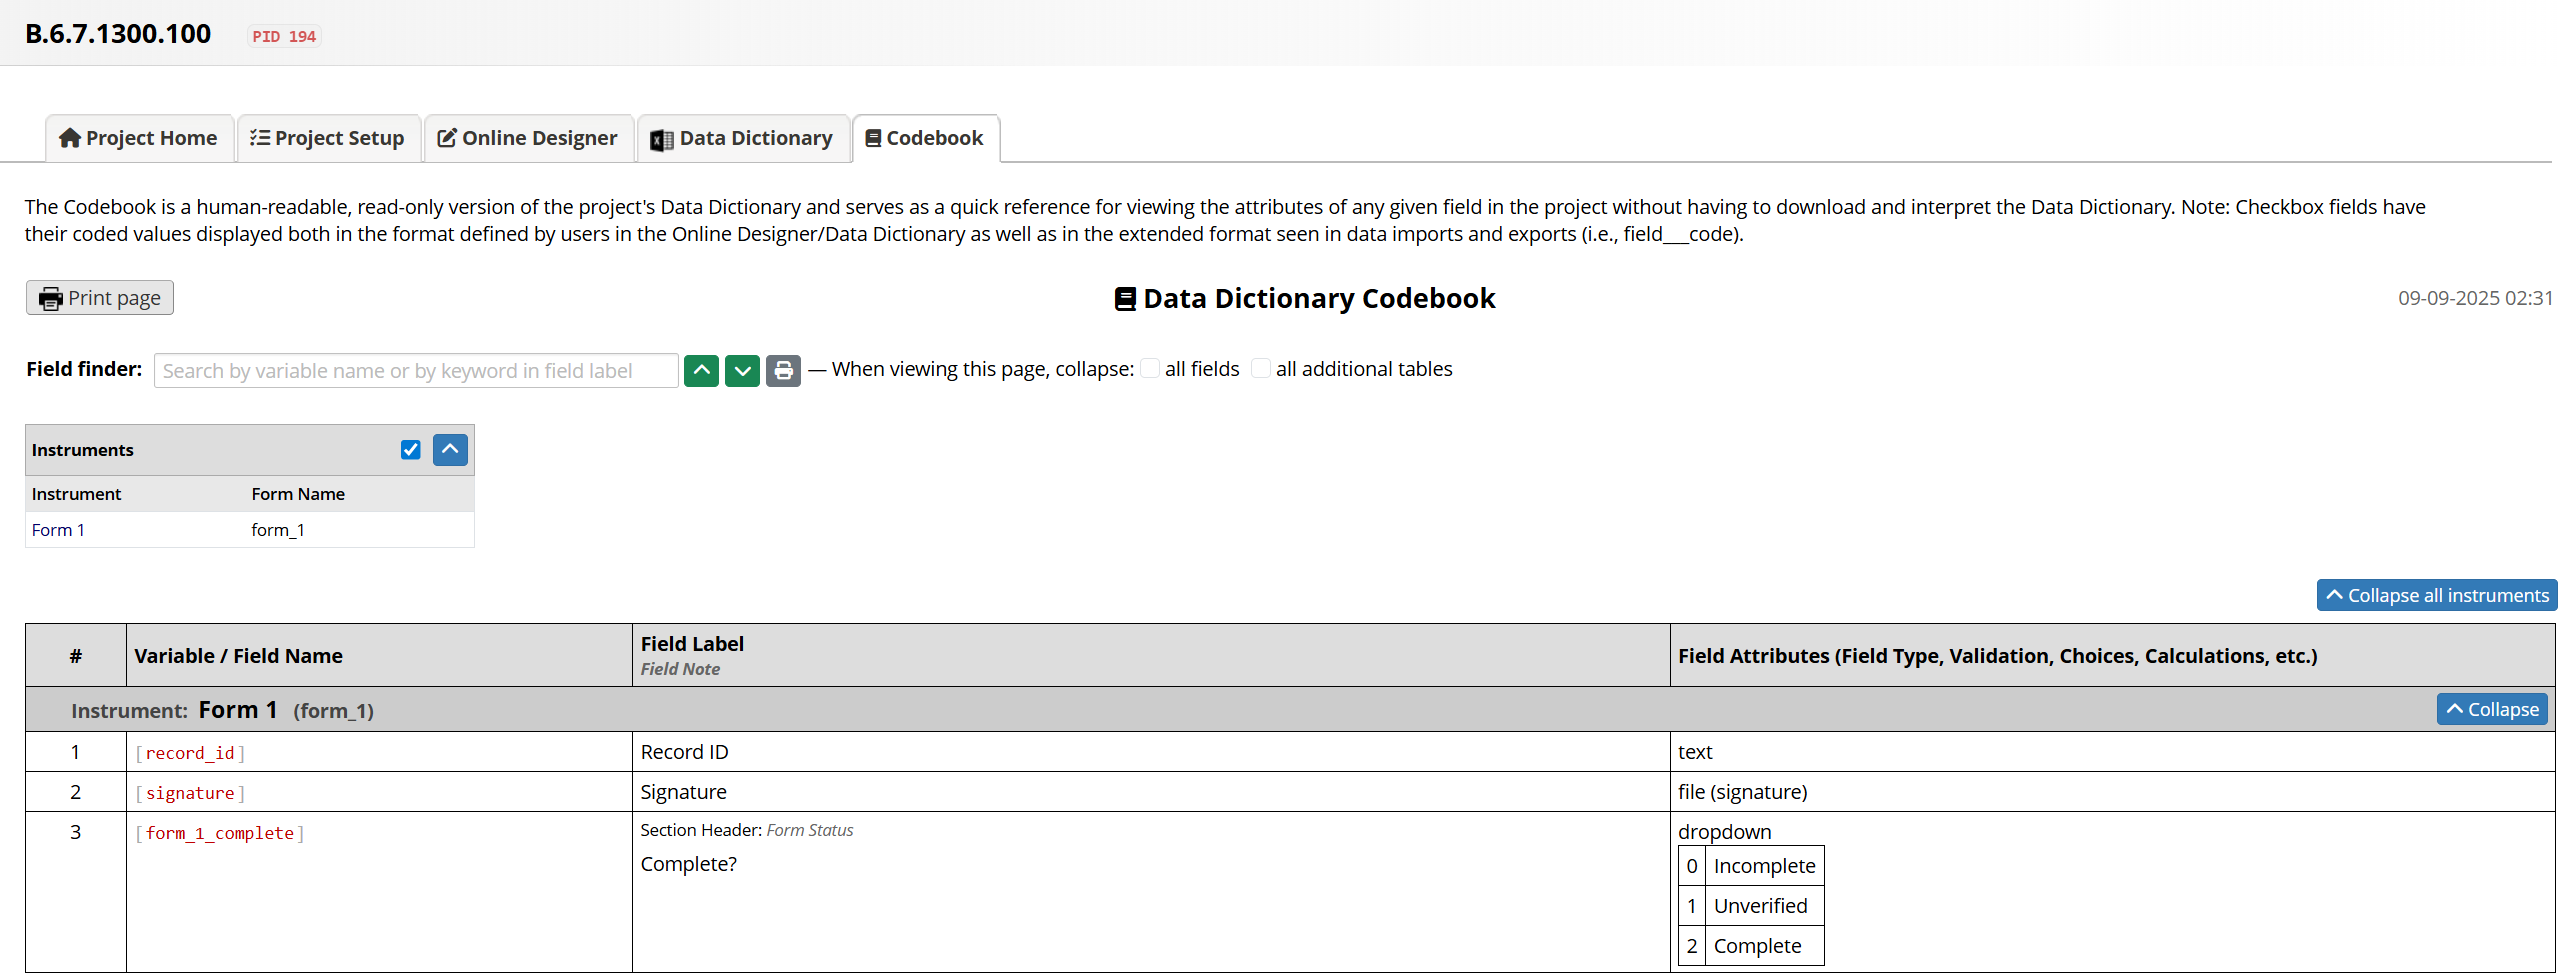 B.6.7.1300.100 PID 194
Project Home Project Setup Online Designer Data Dictionary Codebook
The Codebook is a human-readable, read-only version of the project's Data Dictionary and serves as a quick reference for viewing the attributes of any given field in the project without having to download and interpret the Data Dictionary. Note: Checkbox fields have
their coded values displayed both in the format defined by users in the Online Designer/Data Dictionary as well as in the extended format seen in data imports and exports (i.e., field___code).
Print page Data Dictionary Codebook 09-09-2025 02:31
Field finder: Search by variable name or by keyword in field label — When viewing this page, collapse: all fields all additional tables
Instruments
Instrument Form Name
Form 1 form_1
Collapse all instruments
# Variable / Field Name Field Label Field Attributes (Field Type, Validation, Choices, Calculations, etc.)
Field Note
Instrument: Form 1 (form_1) Collapse
1 [record_id] Record ID text
2 [signature] Signature file (signature)
3 [form_1_complete] Section Header: Form Status dropdown
Complete?
0 Incomplete
1 Unverified
2 Complete